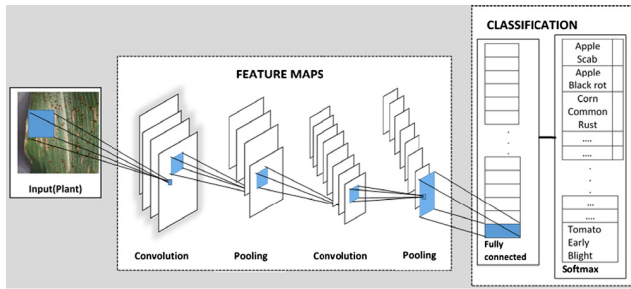 CLASSIFICATION
FEATURE MAPS
Input(Plant)
Convolution
Pooling
Convolution
Pooling
Fully
connected
Apple
Scab
Apple
Black rot
Corn
Common
Rust
....
....
...
....
Tomato
Early
Blight
Softmax